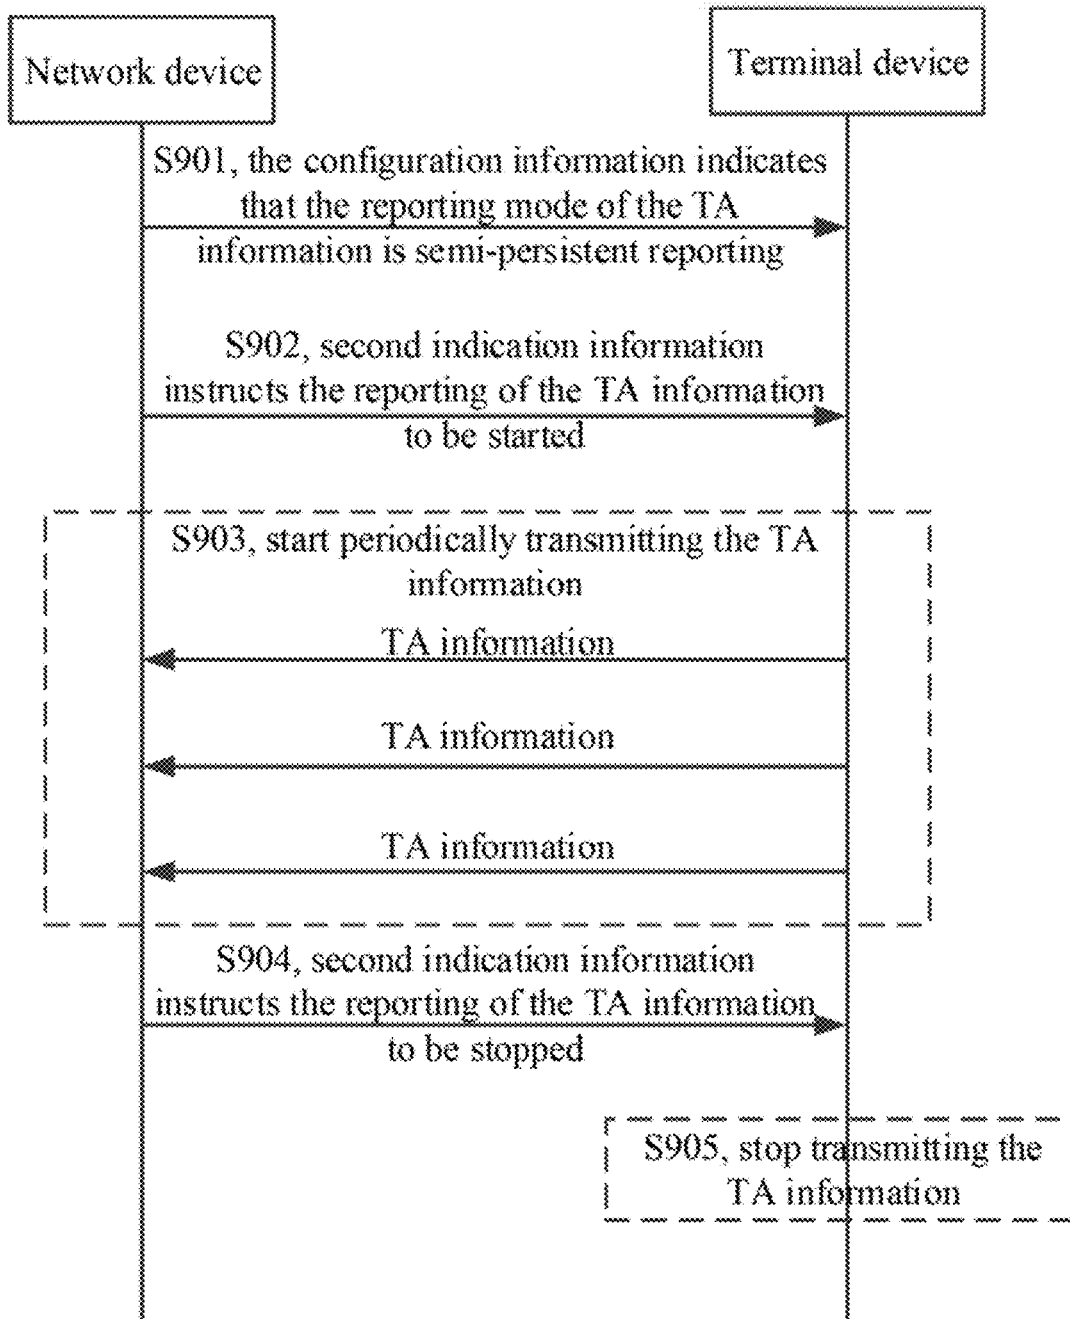 Network device
Terminal device
S901, the configuration information indicates
that the reporting mode of the TA
information is semi-persistent reporting
S902, second indication information
instructs the reporting of the TA information
to be started
S903, start periodically transmitting the TA
information
TA information
TA information
TA information
S904, second indication information
instructs the reporting of the TA information
to be stopped
S905, stop transmitting the
TA information